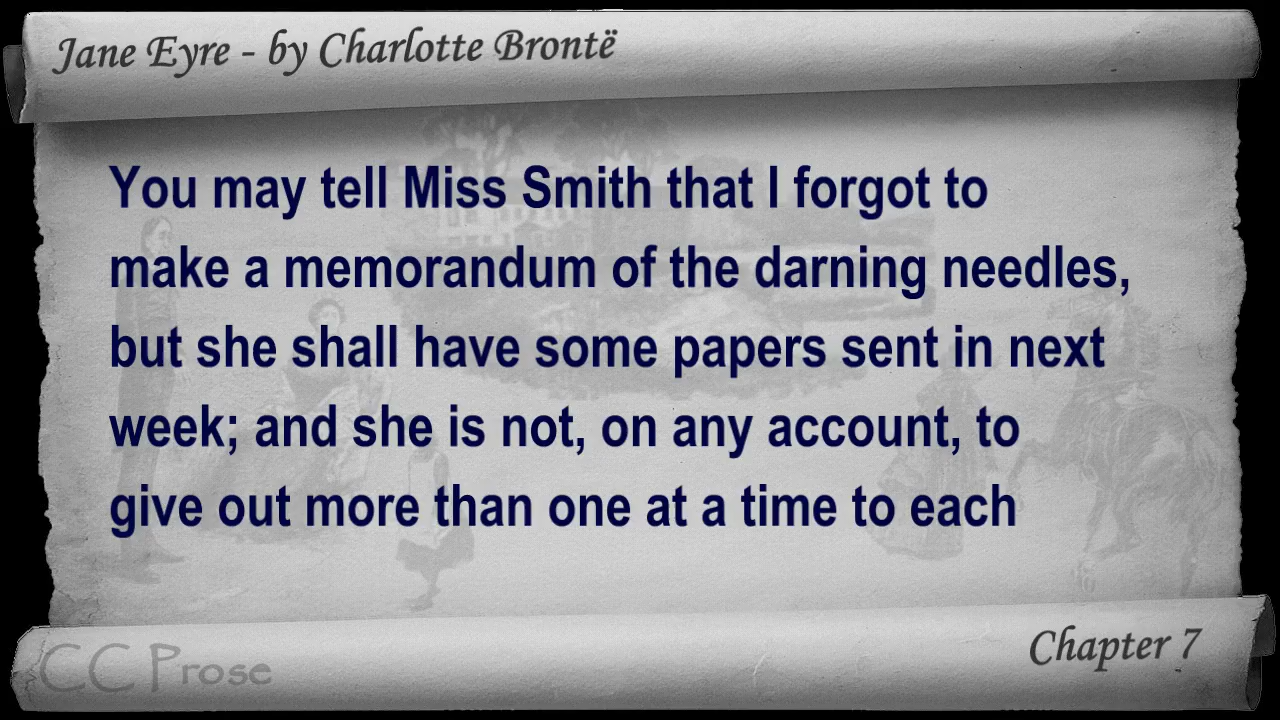 Jane Eyre - by Charlotte Brontë
You may tell Miss Smith that I forgot to
make a memorandum of the darning needles,
but she shall have some papers sent in next
week; and she is not, on any account, to
give out more than one at a time to each
Chapter 7
CC Prose